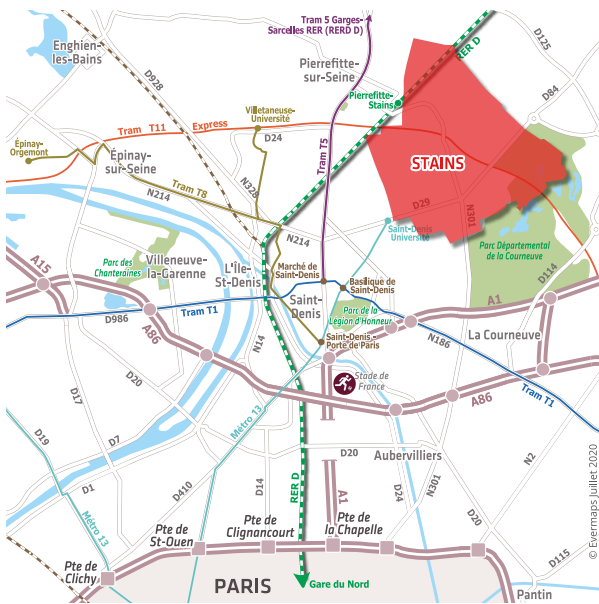 Tram 5 Garges-
Sarcelles RER (RERD D)
Enghien
les-Bains
D928
RER D
D125
Pierrefitte
-sur-Seine
Pierrefitte-
Stains
D84
Villetaneuse-
Université
Tram T11 Express
D24
Épinay-
Orgemont
Épinay
-sur-Seine
Tram T5
STAINS
Tram T8
N328
N214
D29
N301
Saint-Denis
Université
N214
Parc Départemental
de la Courneuve
A15
Parc des
Chanteraines
Villeneuve-
la-Garenne
L'Île-
St-Denis
Marché de
Saint-Denis
Basilique de
Saint-Denis
D114
A1
Saint-
Denis
Parc de la
Légion d'Honneur
D986
Tram T1
A86
N14
Saint-Denis -
Porte de Paris
N186
La Courneuve
Stade de
France
D20
D17
A86
Tram T1
N2
Métro 13
D19
D7
D20
Aubervilliers
D1
D410
D14
RER D
A1
D24
N301
D20
Métro 13
Pte de
St-Ouen
Pte de
Clignancourt
Pte de
la Chapelle
D115
Pte de
Clichy
PARIS
Gare du Nord
Pantin
© Evermaps Juillet 2020